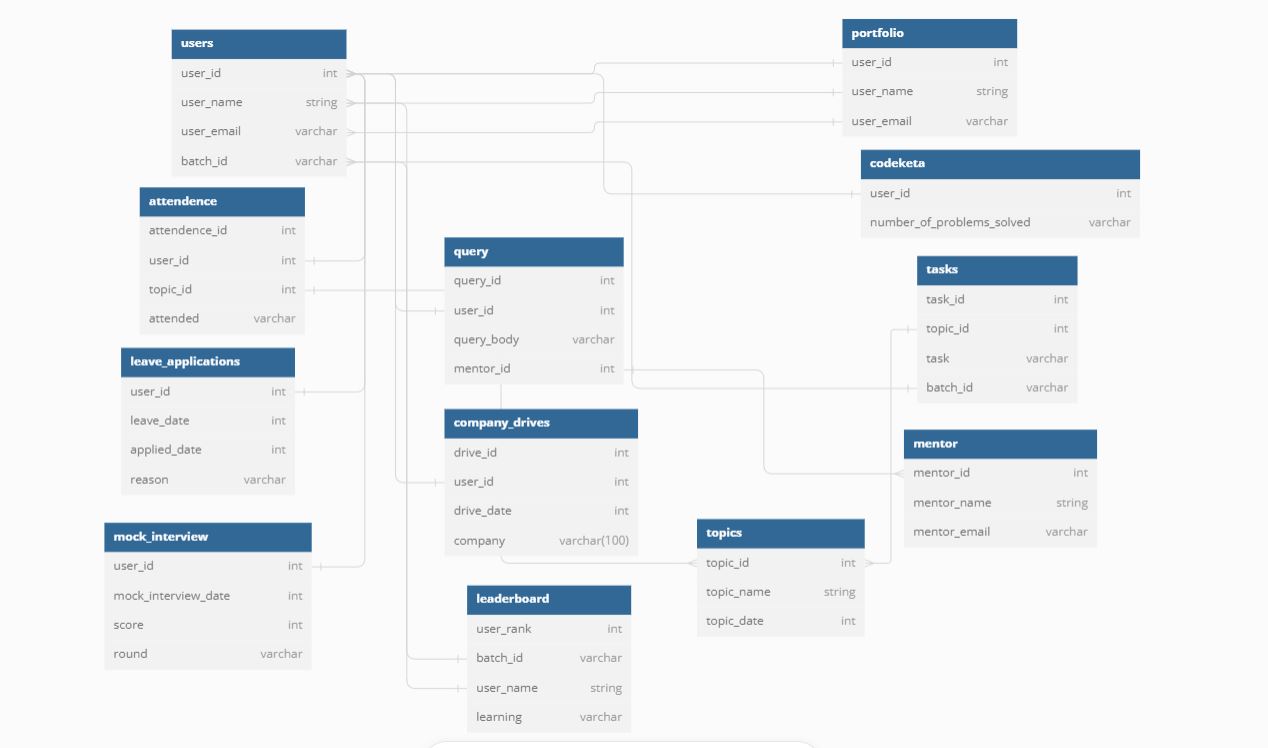 users
user_id int
user_name string
user_email varchar
batch_id varchar
attendence
attendence_id int
user_id int
topic_id int
attended varchar
leave_applications
user_id int
leave_date int
applied_date int
reason varchar
mock_interview
user_id int
mock_interview_date int
score int
round varchar
query
query_id int
user_id int
query_body varchar
mentor_id int
company_drives
drive_id int
user_id int
drive_date int
company varchar(100)
leaderboard
user_rank int
batch_id varchar
user_name string
learning varchar
topics
topic_id int
topic_name string
topic_date int
portfolio
user_id int
user_name string
user_email varchar
codeketa
user_id int
number_of_problems_solved varchar
tasks
task_id int
topic_id int
task varchar
batch_id varchar
mentor
mentor_id int
mentor_name string
mentor_email varchar